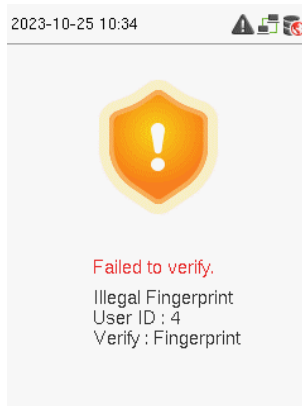 2023-10-25 10:34
Failed to verify.
Illegal Fingerprint
User ID : 4
Verify : Fingerprint